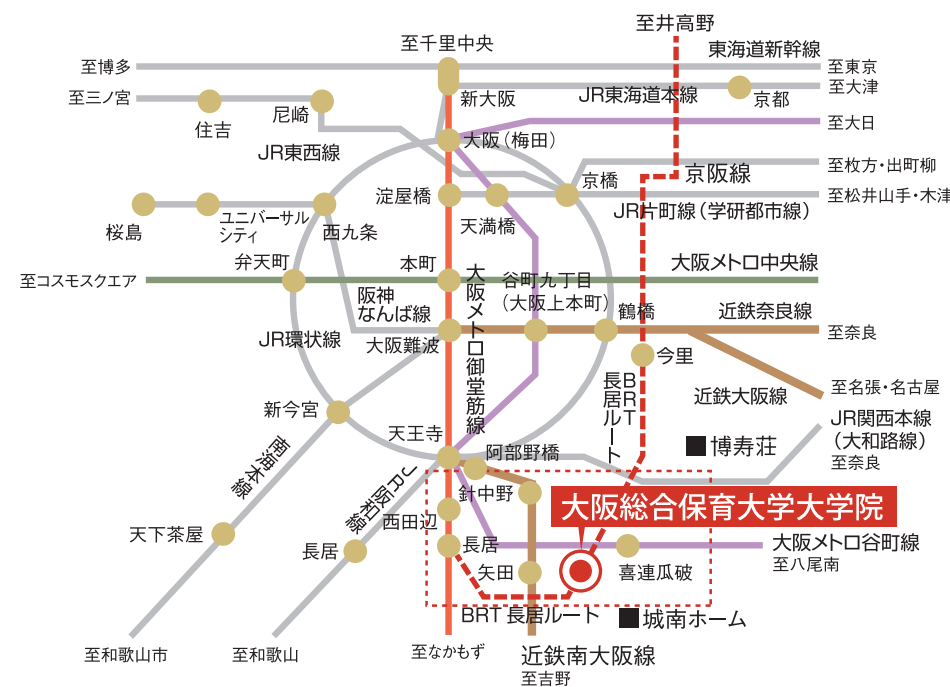 至井高野
至千里中央
東海道新幹線
至博多
至東京
至三ノ宮
新大阪
JR東海道本線
京都
至大津
住吉
尼崎
至大日
JR東西線
大阪(梅田)
至枚方・出町柳
京橋
京阪線
淀屋橋
至松井山手・木津
JR片町線(学研都市線)
天満橋
桜島
ユニバーサル
シティ
西九条
弁天町
本町
大阪メトロ中央線
至コスモスクエア
大阪メトロ御堂筋線
谷町九丁目
(大阪上本町)
阪神
なんば線
鶴橋
近鉄奈良線
JR環状線
大阪難波
至奈良
今里
BRT
長居ルート
近鉄大阪線
至名張・名古屋
新今宮
JR関西本線
(大和路線)
至奈良
天王寺
阿部野橋
博寿荘
南海本線
JR阪和線
針中野
大阪総合保育大学大学院
西田辺
天下茶屋
長居
長居
大阪メトロ谷町線
至八尾南
矢田
喜連瓜破
BRT 長居ルート
城南ホーム
至和歌山市
至和歌山
至なかもず
近鉄南大阪線
至吉野